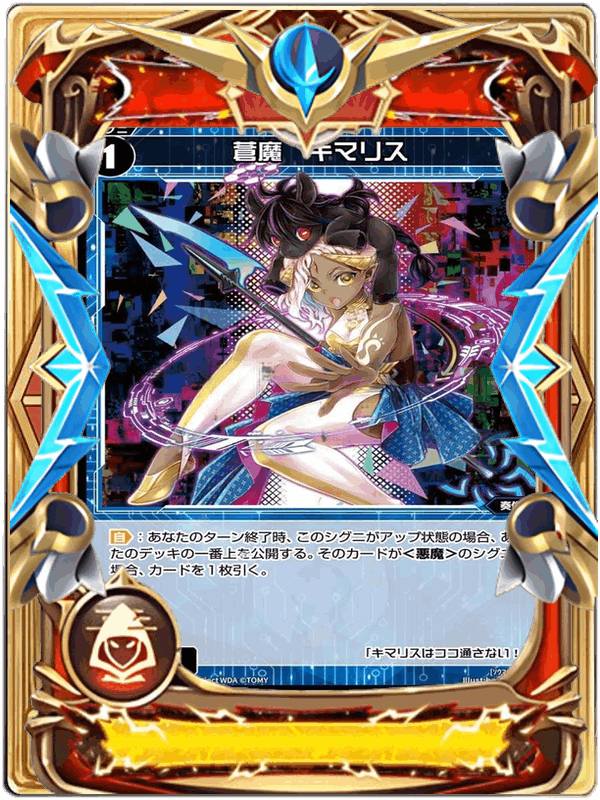 1
蒼魔 キマリス
自：あなたのターン終了時、このシグニがアップ状態の場合、あ
たのデッキの一番上を公開する。そのカードが<悪魔>のシグ
場合、カードを1枚引く。
「キマリスはココ通さない!
ject WDA ©TOMY
Illust